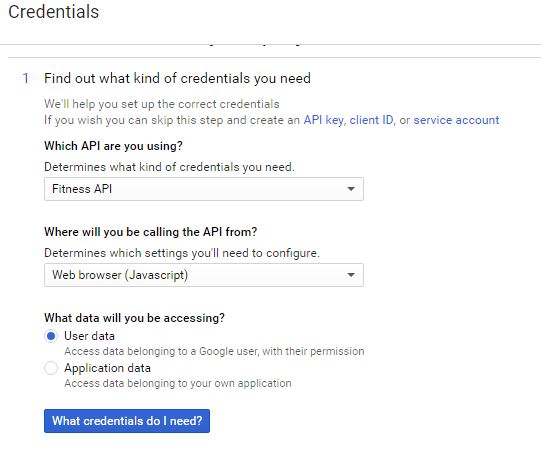 Credentials
1 Find out what kind of credentials you need
We'll help you set up the correct credentials
If you wish you can skip this step and create an API key, client ID, or service account
Which API are you using?
Determines what kind of credentials you need.
Fitness API
Where will you be calling the API from?
Determines which settings you'll need to configure.
Web browser (Javascript)
What data will you be accessing?
User data
Access data belonging to a Google user, with their permission
Application data
Access data belonging to your own application
What credentials do I need?